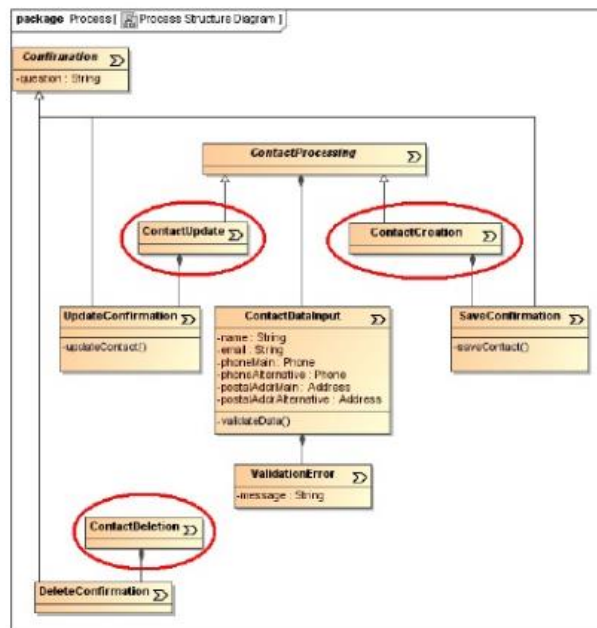 package Process [ Process Structure Diagram ]
Confirmation
-question : String
ContactProcessing
ContactUpdate
ContactCreation
UpdateConfirmation
-updateContact()
ContactDataInput
-name : String
-email : String
-phoneMain : Phone
-phoneAlternative : Phone
-postalAddrMain : Address
-postalAddrAlternative : Address
-validateData()
SaveConfirmation
-saveContact()
ValidationError
-message : String
ContactDeletion
DeleteConfirmation